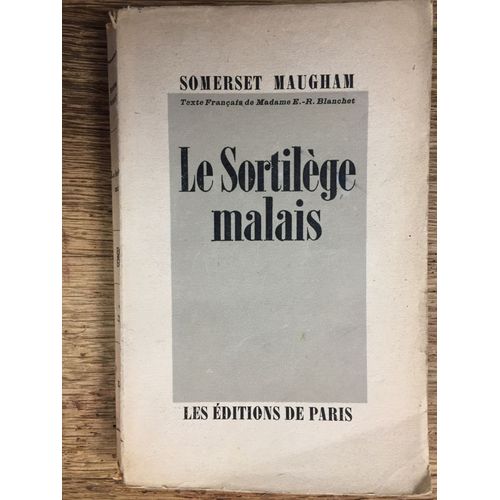 SOMERSET MAUGHAM
Texte Français de Madame E.-R. Blanchet
Le Sortilège
malais
LES ÉDITIONS DE PARIS